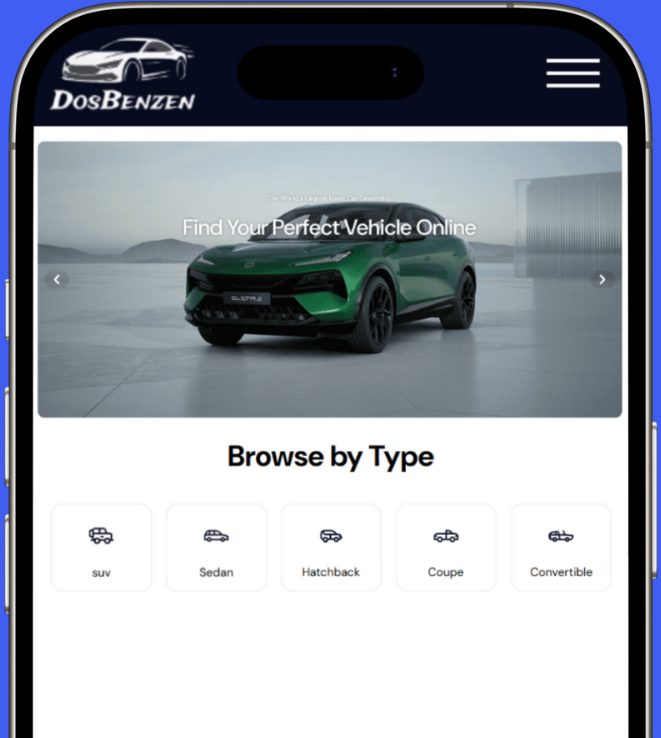 DosBenzen
The World's Largest Used Car Dealership
Find Your Perfect Vehicle Online
ELETRE
Browse by Type
suv
Sedan
Hatchback
Coupe
Convertible